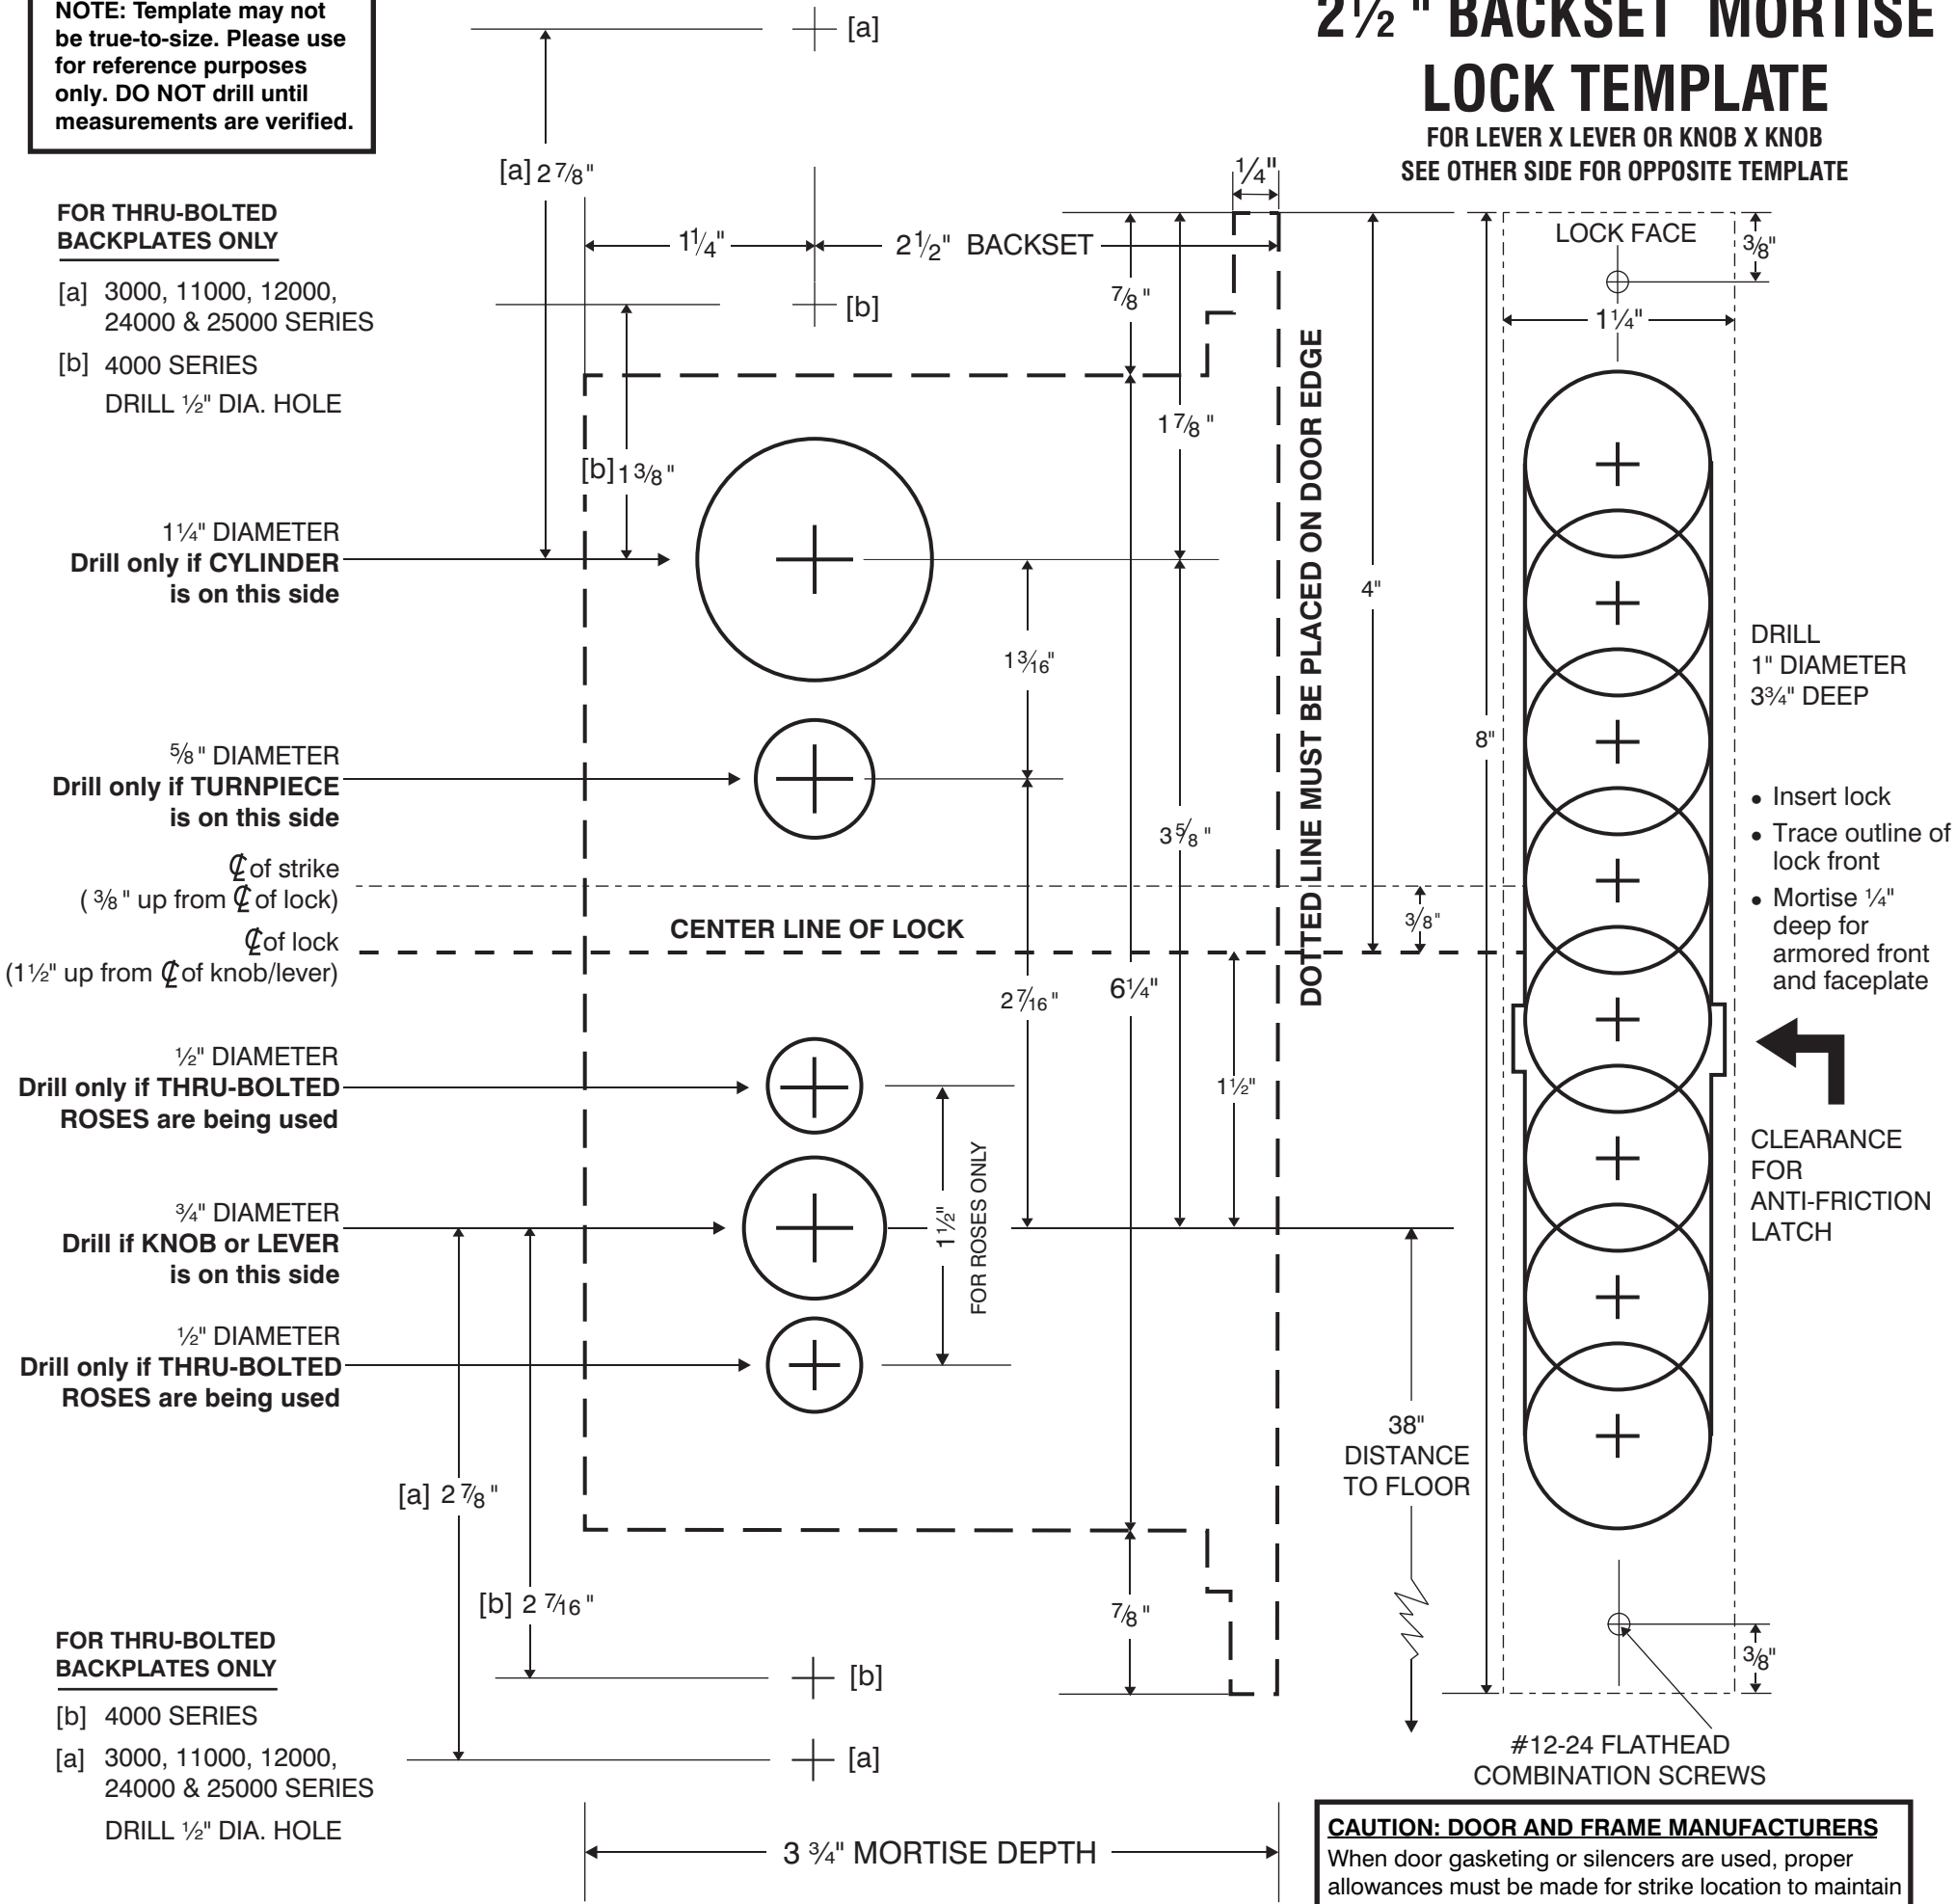 NOTE: Template may not
be true-to-size. Please use
for reference purposes
only. DO NOT drill until
measurements are verified.
2½ " BACKSET MORTISE
LOCK TEMPLATE
FOR LEVER X LEVER OR KNOB X KNOB
SEE OTHER SIDE FOR OPPOSITE TEMPLATE
FOR THRU-BOLTED
BACKPLATES ONLY
[a] 3000, 11000, 12000,
24000 & 25000 SERIES
[b] 4000 SERIES
DRILL ½" DIA. HOLE
[a]
[a] 2 ⅞"
[b]
[b] 1 ⅜"
1¼"
2½" BACKSET
¼"
⅞"
1⅞"
4"
8"
LOCK FACE
⅜"
1¼"
1¼" DIAMETER
Drill only if CYLINDER
is on this side
1³⁄₁₆"
⅝" DIAMETER
Drill only if TURNPIECE
is on this side
℄ of strike
( ⅜" up from ℄ of lock)
℄ of lock
(1½" up from ℄ of knob/lever)
CENTER LINE OF LOCK
DOTTED LINE MUST BE PLACED ON DOOR EDGE
3⅝"
⅜"
2⁷⁄₁₆"
6¼"
1½"
DRILL
1" DIAMETER
3¾" DEEP
• Insert lock
• Trace outline of
lock front
• Mortise ¼"
deep for
armored front
and faceplate
CLEARANCE
FOR
ANTI-FRICTION
LATCH
½" DIAMETER
Drill only if THRU-BOLTED
ROSES are being used
¾" DIAMETER
Drill if KNOB or LEVER
is on this side
1½"
FOR ROSES ONLY
½" DIAMETER
Drill only if THRU-BOLTED
ROSES are being used
38"
DISTANCE
TO FLOOR
[a] 2 ⅞"
[b] 2 ⁷⁄₁₆"
⅞"
⅜"
[b]
[a]
FOR THRU-BOLTED
BACKPLATES ONLY
[b] 4000 SERIES
[a] 3000, 11000, 12000,
24000 & 25000 SERIES
DRILL ½" DIA. HOLE
3 ¾" MORTISE DEPTH
#12-24 FLATHEAD
COMBINATION SCREWS
CAUTION: DOOR AND FRAME MANUFACTURERS
When door gasketing or silencers are used, proper
allowances must be made for strike location to maintain